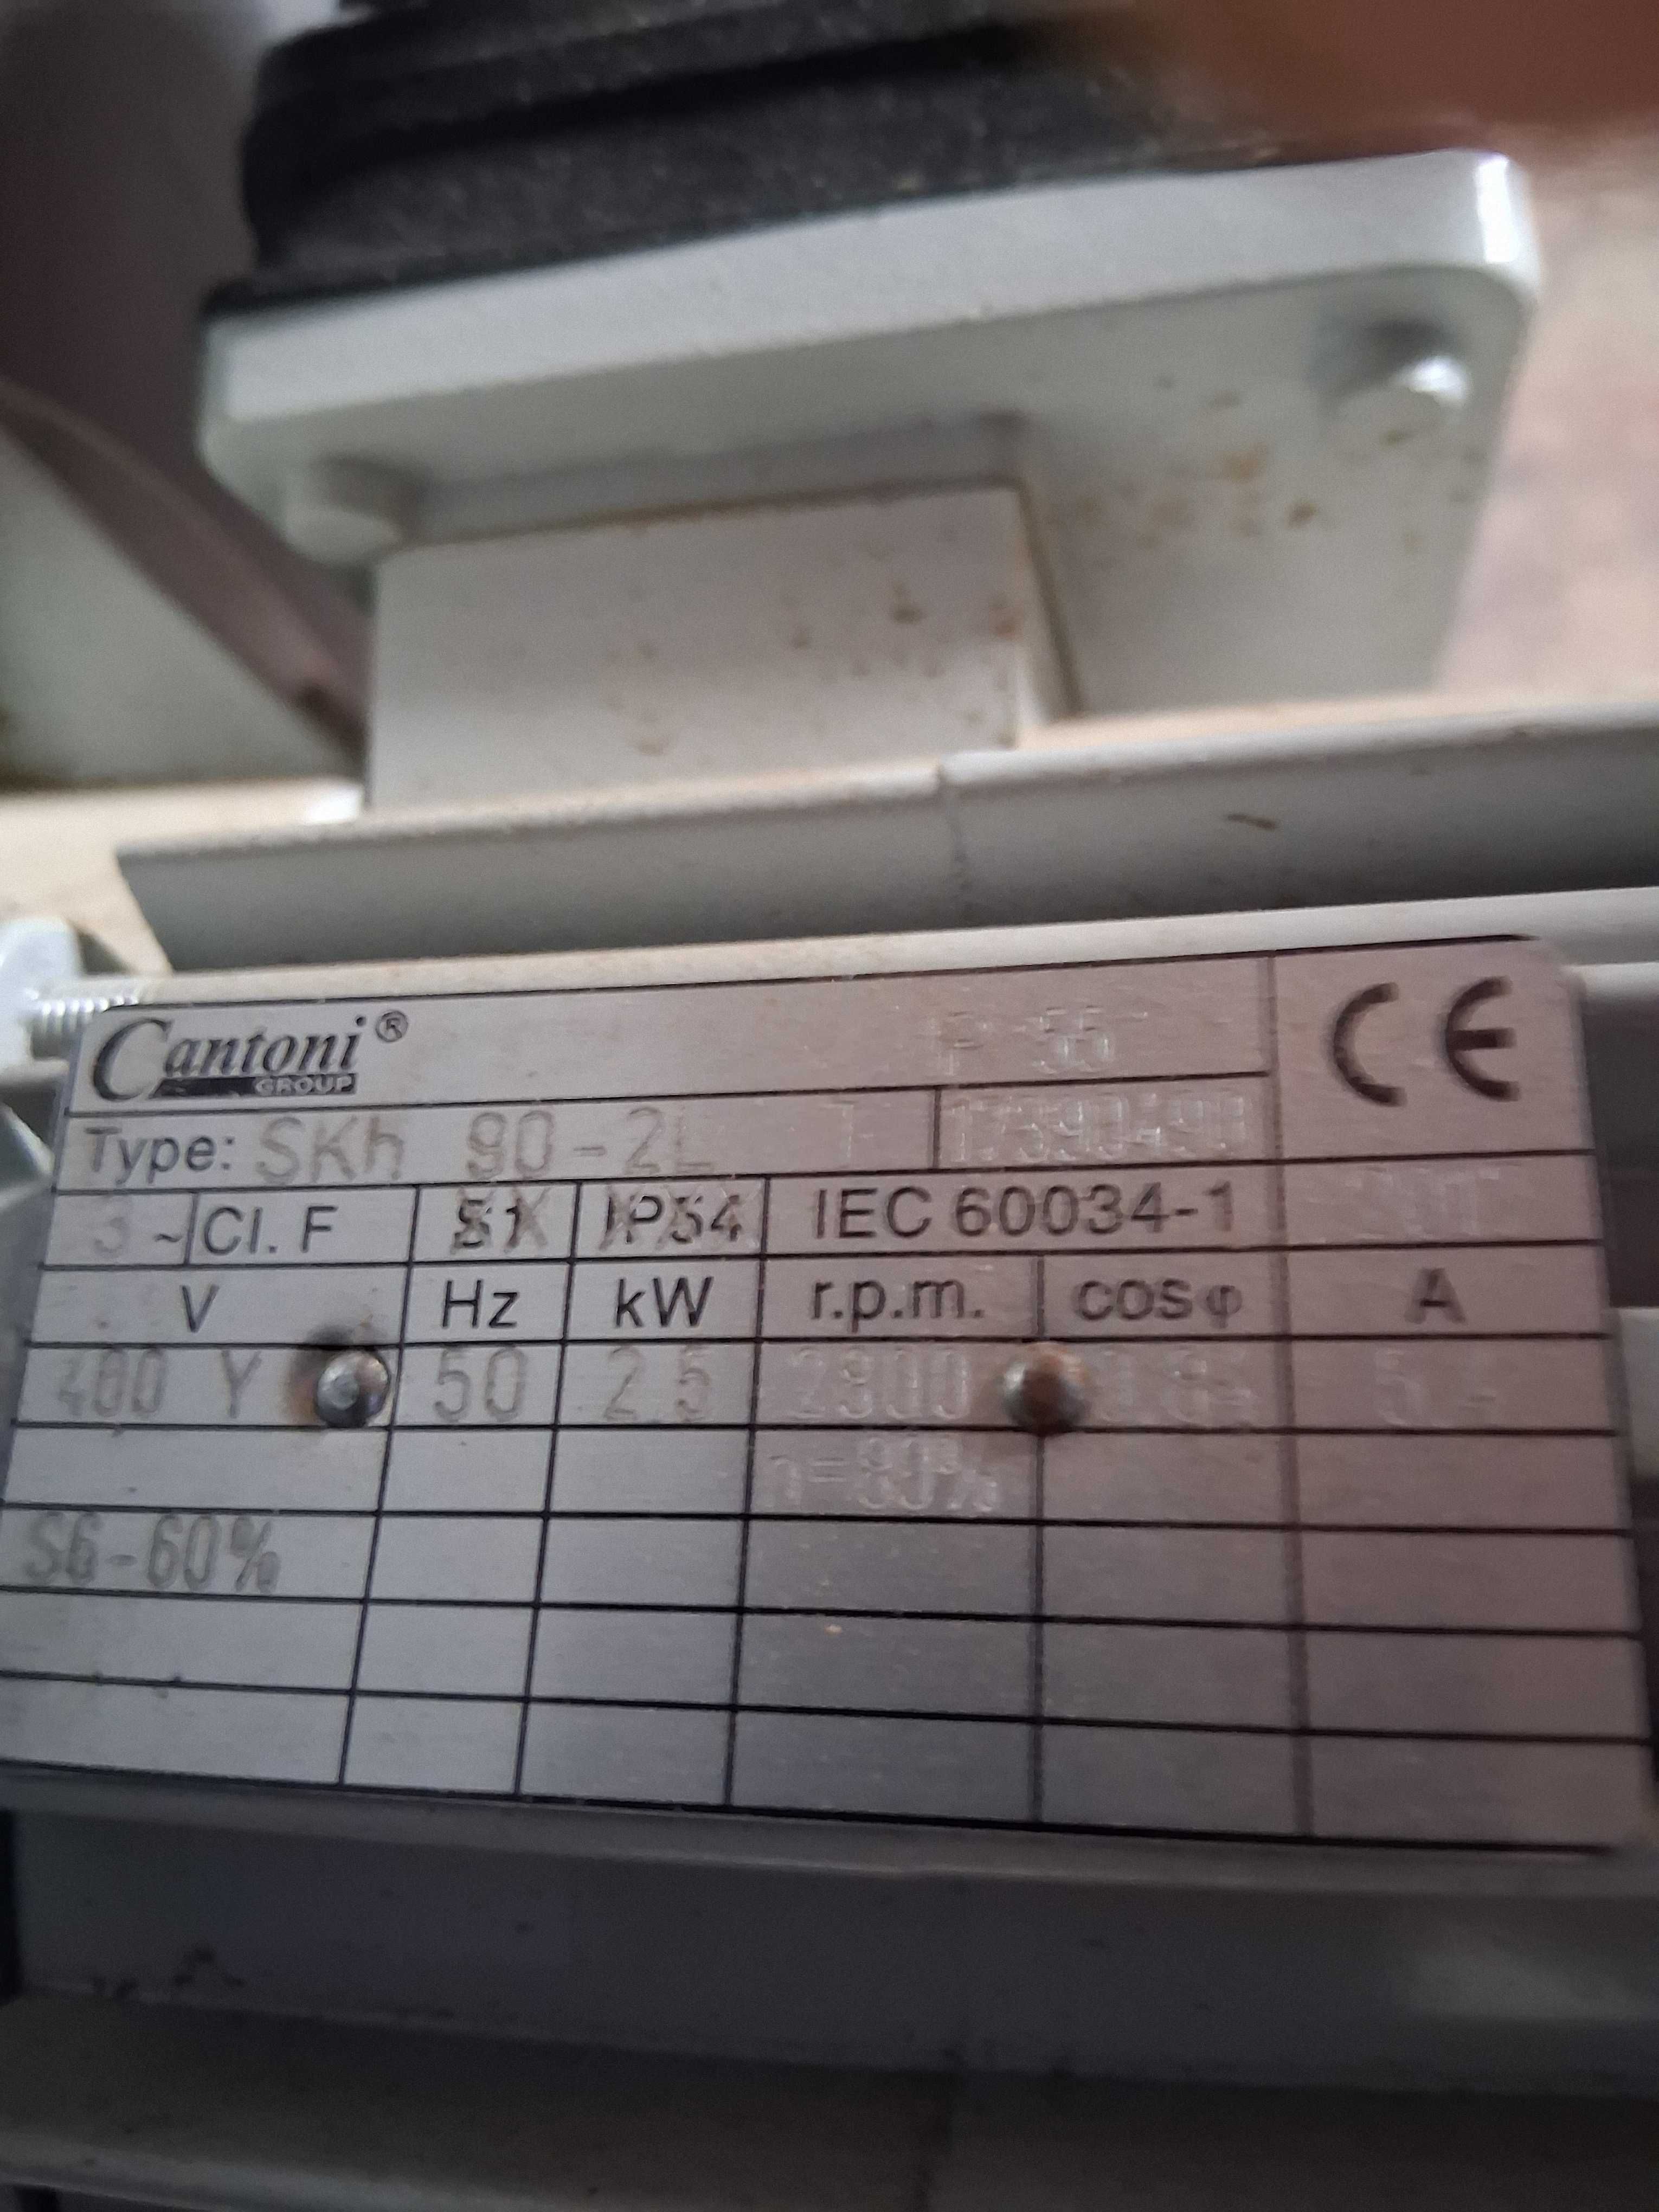 Cantoni®
GROUP
CE
Type: SKh 90-2L
3 ~ Cl. F S1 IP54 IEC 60034-1
V Hz kW r.p.m. cosφ A
400 Y 50 2.5 2900
η=80%
S6-60%